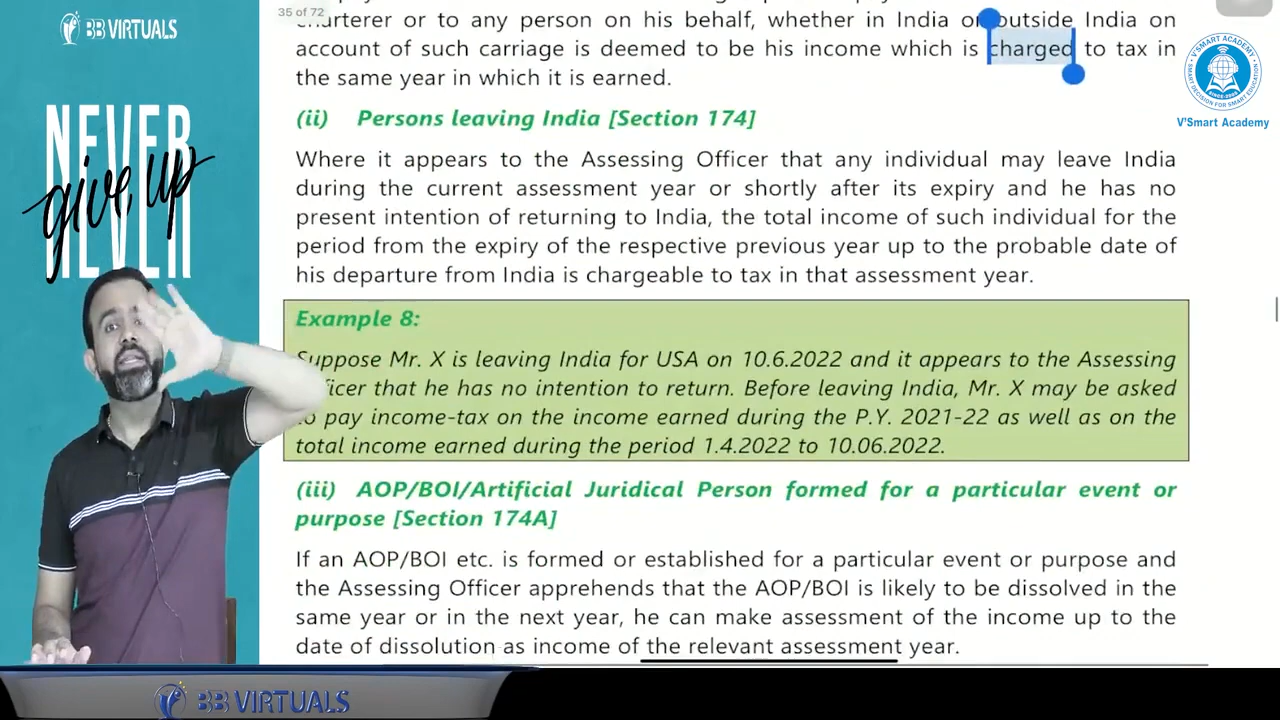 35 of 72
BB VIRTUALS
NEVER
give up
NEVER
charterer or to any person on his behalf, whether in India or outside India on
account of such carriage is deemed to be his income which is charged to tax in
the same year in which it is earned.
V'SMART ACADEMY
SMART DECISION FOR SMART EDUCATION
V'Smart Academy
(ii) Persons leaving India [Section 174]
Where it appears to the Assessing Officer that any individual may leave India
during the current assessment year or shortly after its expiry and he has no
present intention of returning to India, the total income of such individual for the
period from the expiry of the respective previous year up to the probable date of
his departure from India is chargeable to tax in that assessment year.
Example 8:
Suppose Mr. X is leaving India for USA on 10.6.2022 and it appears to the Assessing
Officer that he has no intention to return. Before leaving India, Mr. X may be asked
to pay income-tax on the income earned during the P.Y. 2021-22 as well as on the
total income earned during the period 1.4.2022 to 10.06.2022.
(iii) AOP/BOI/Artificial Juridical Person formed for a particular event or
purpose [Section 174A]
If an AOP/BOI etc. is formed or established for a particular event or purpose and
the Assessing Officer apprehends that the AOP/BOI is likely to be dissolved in the
same year or in the next year, he can make assessment of the income up to the
date of dissolution as income of the relevant assessment year.
BB VIRTUALS